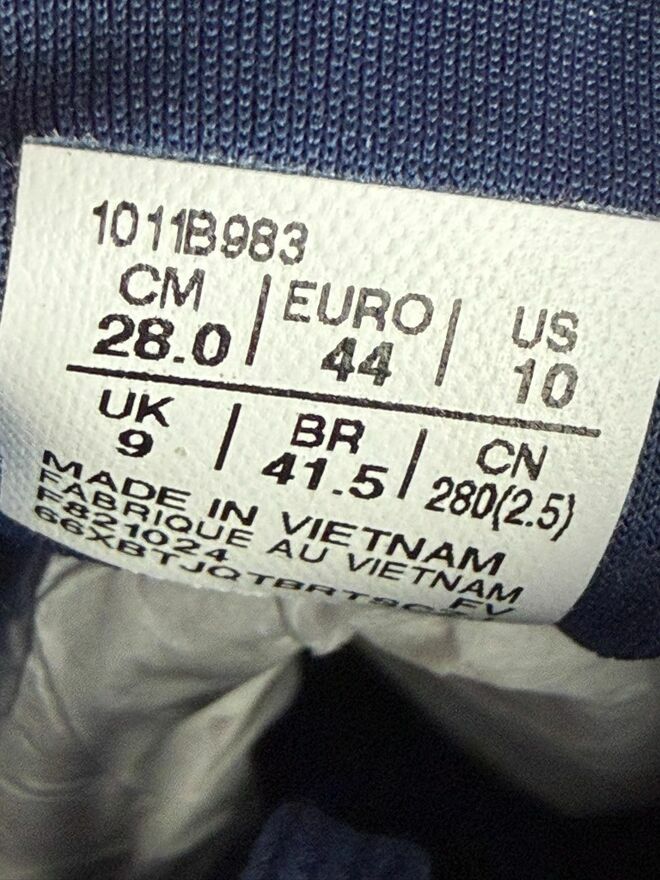 1011B983
CM | EURO | US
28.0 | 44 | 10
UK | BR | CN
9 | 41.5 | 280(2.5)
MADE IN VIETNAM
FABRIQUE AU VIETNAM
F821024 FV